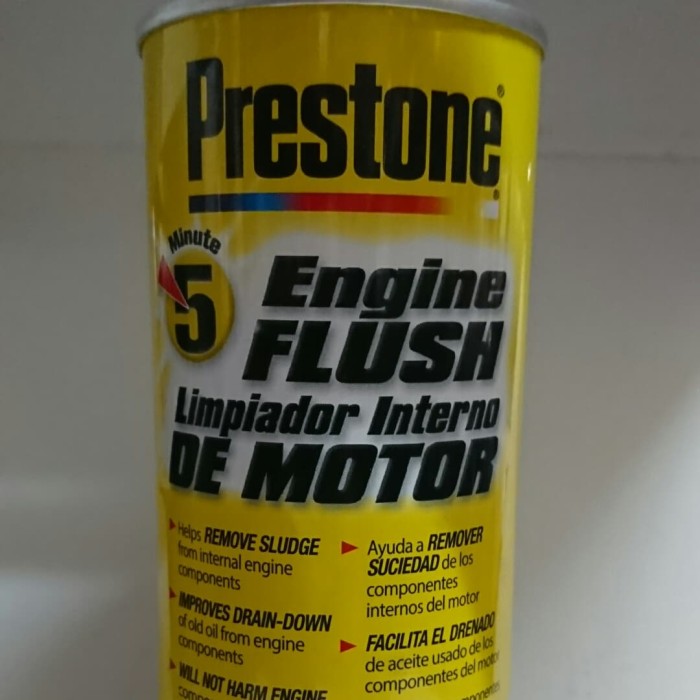 Prestone®
Minute
5
Engine
FLUSH
Limpiador Interno
DE MOTOR
Helps REMOVE SLUDGE
from internal engine
components
IMPROVES DRAIN-DOWN
of old oil from engine
components
WILL NOT HARM ENGINE
Ayuda a REMOVER
SUCIEDAD de los
componentes
internos del motor
FACILITA EL DRENADO
de aceite usado de los
componentes del motor